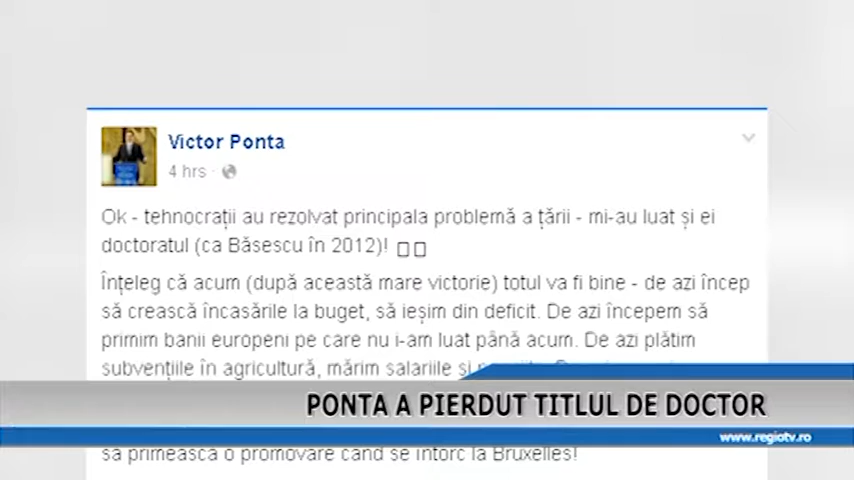 Victor Ponta
4 hrs ·
Ok - tehnocrații au rezolvat principala problemă a țării - mi-au luat și ei
doctoratul (ca Băsescu în 2012)!
Înțeleg că acum (după această mare victorie) totul va fi bine - de azi încep
să crească încasările la buget, să ieșim din deficit. De azi începem să
primim banii europeni pe care nu i-am luat până acum. De azi plătim
subvențiile în agricultură, mărim salariile și
PONTA A PIERDUT TITLUL DE DOCTOR
www.regiotv.ro
să primească o promovare când se întorc la Bruxelles!